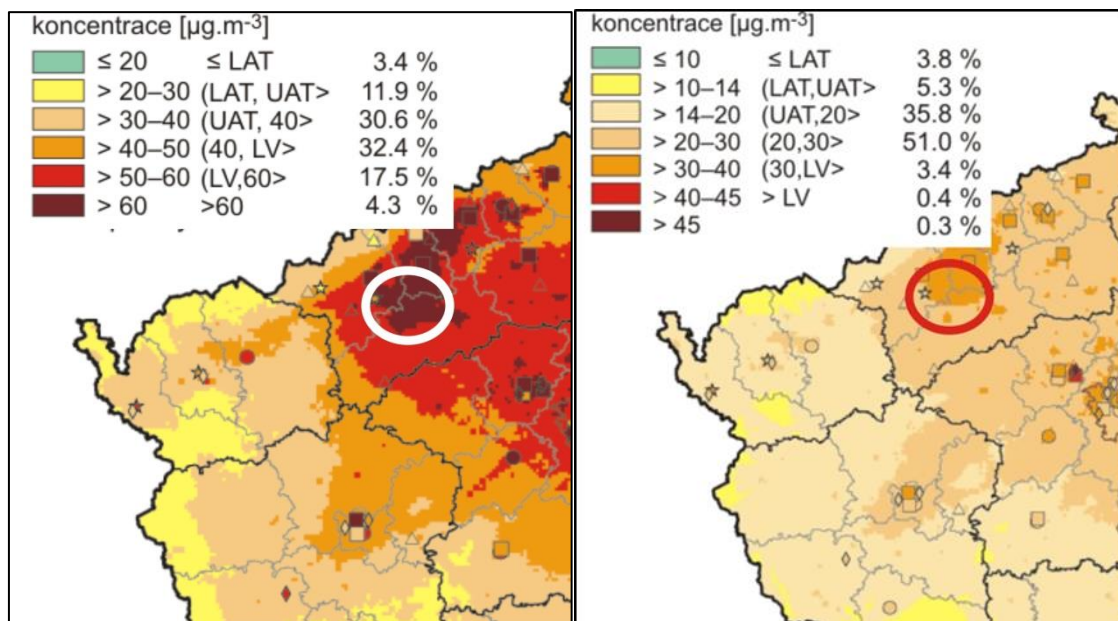 koncentrace [µg.m-3]
≤ 20 ≤ LAT 3.4 %
> 20–30 (LAT, UAT> 11.9 %
> 30–40 (UAT, 40> 30.6 %
> 40–50 (40, LV> 32.4 %
> 50–60 (LV,60> 17.5 %
> 60 >60 4.3 %
koncentrace [µg.m-3]
≤ 10 ≤ LAT 3.8 %
> 10–14 (LAT,UAT> 5.3 %
> 14–20 (UAT,20> 35.8 %
> 20–30 (20,30> 51.0 %
> 30–40 (30,LV> 3.4 %
> 40–45 > LV 0.4 %
> 45 0.3 %